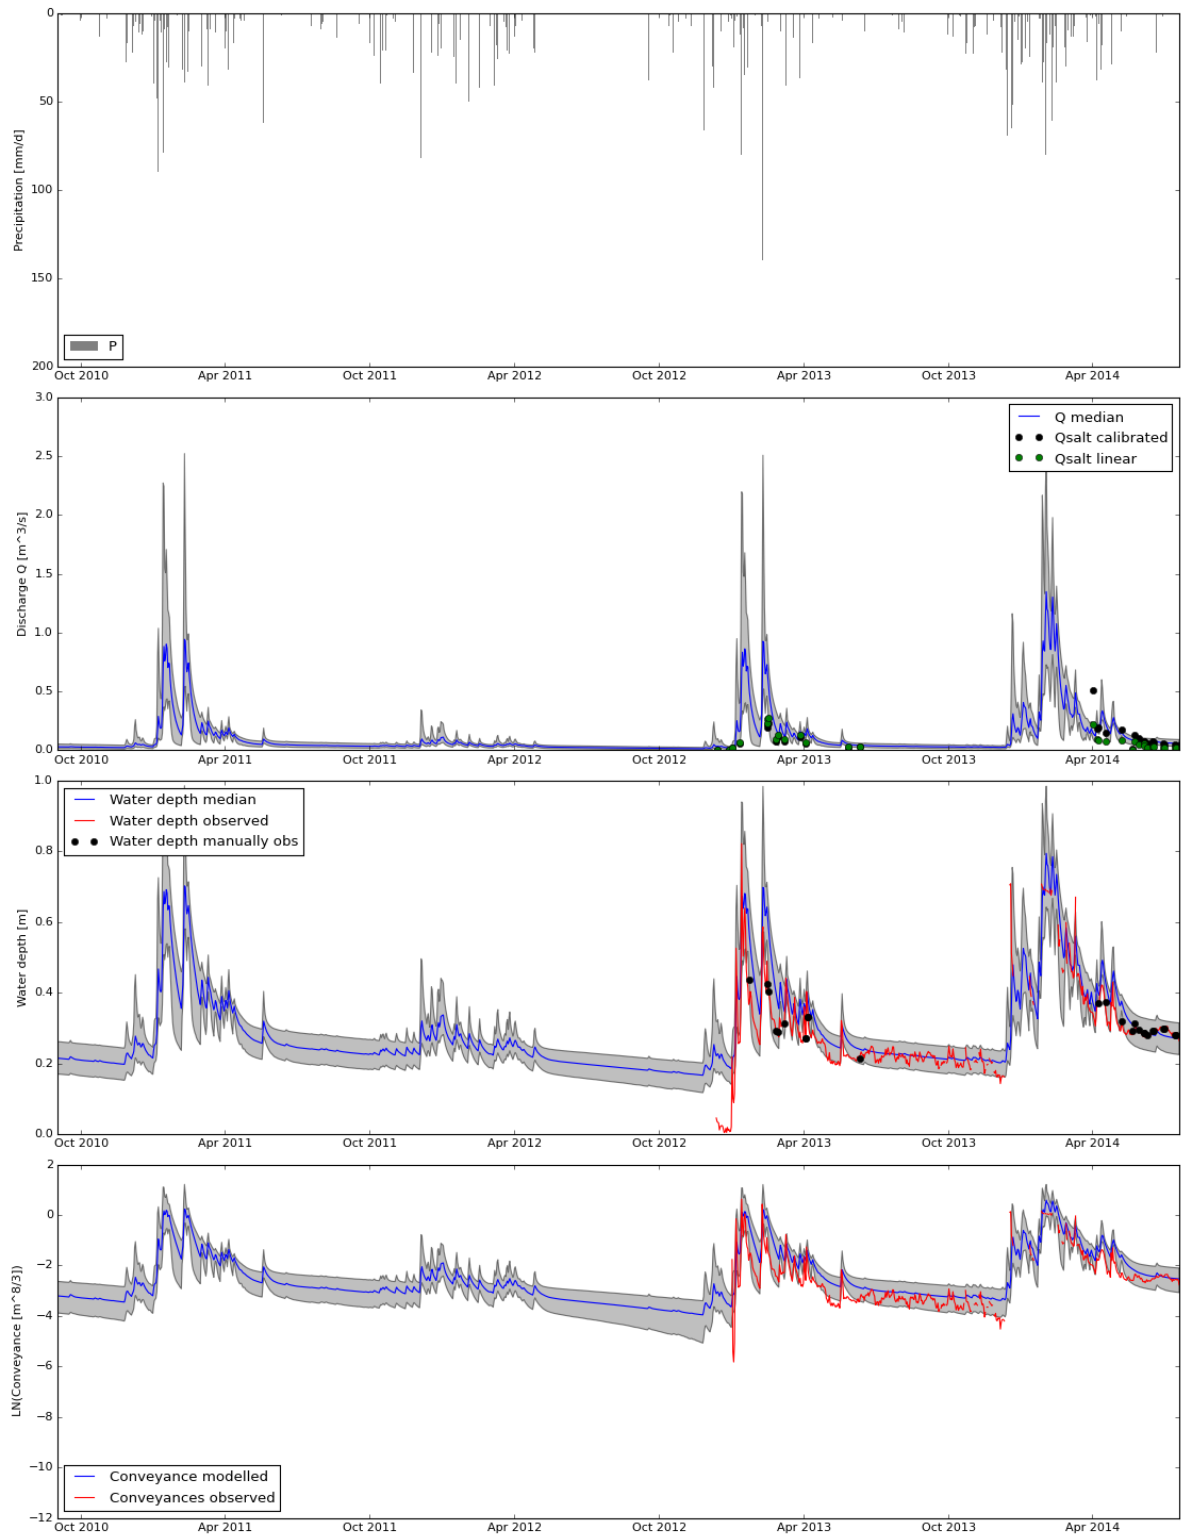 0
50
100
150
200
Precipitation [mm/d]
P
Oct 2010 Apr 2011 Oct 2011 Apr 2012 Oct 2012 Apr 2013 Oct 2013 Apr 2014
3.0
2.5
2.0
1.5
1.0
0.5
0.0
Discharge Q [m^3/s]
Q median
Qsalt calibrated
Qsalt linear
Oct 2010 Apr 2011 Oct 2011 Apr 2012 Oct 2012 Apr 2013 Oct 2013 Apr 2014
1.0
0.8
0.6
0.4
0.2
0.0
Water depth [m]
Water depth median
Water depth observed
Water depth manually obs
Oct 2010 Apr 2011 Oct 2011 Apr 2012 Oct 2012 Apr 2013 Oct 2013 Apr 2014
2
0
−2
−4
−6
−8
−10
−12
LN(Conveyance [m^8/3])
Conveyance modelled
Conveyances observed
Oct 2010 Apr 2011 Oct 2011 Apr 2012 Oct 2012 Apr 2013 Oct 2013 Apr 2014